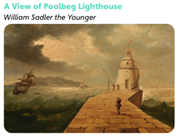 A View of Poolbeg Lighthouse
William Sadler the Younger